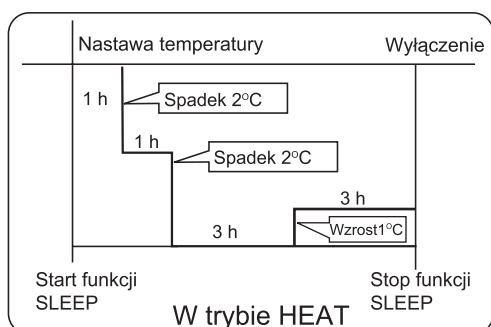 Nastawa temperatury
Wyłączenie
1 h
Spadek 2°C
1 h
Spadek 2°C
3 h
3 h
Wzrost1°C
Start funkcji
SLEEP
Stop funkcji
SLEEP
W trybie HEAT